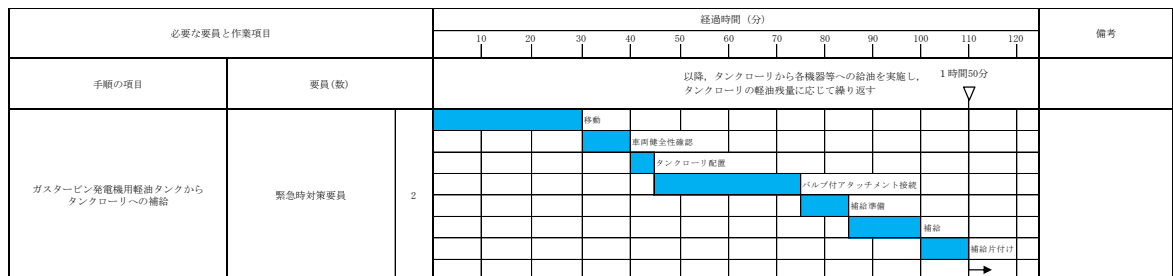 必要な要員と作業項目
経過時間(分)
備考
10 20 30 40 50 60 70 80 90 100 110 120
手順の項目
要員(数)
以降，タンクローリから各機器等への給油を実施し，
タンクローリの軽油残量に応じて繰り返す
1時間50分
ガスタービン発電機用軽油タンクから
タンクローリへの補給
緊急時対策要員
2
移動
車両健全性確認
タンクローリ配置
バルブ付アタッチメント接続
補給準備
補給
補給片付け